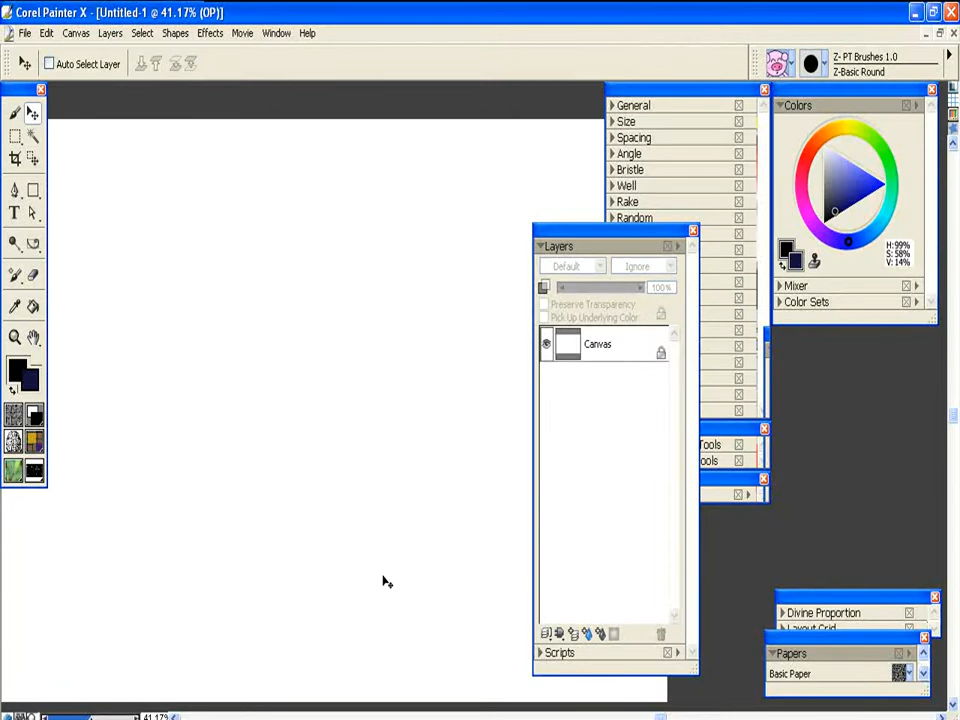 Corel Painter X - [Untitled-1 @ 41.17% (OP)]
File Edit Canvas Layers Select Shapes Effects Movie Window Help
Auto Select Layer
Z- PT Brushes 1.0
Z-Basic Round
General
Size
Spacing
Angle
Bristle
Well
Rake
Random
Tools
ools
Layers
Default Ignore
100%
Preserve Transparency
Pick Up Underlying Color
Canvas
Scripts
Colors
H:99%
S:58%
V:14%
Mixer
Color Sets
Divine Proportion
Layout Grid
Papers
Basic Paper
41.17%